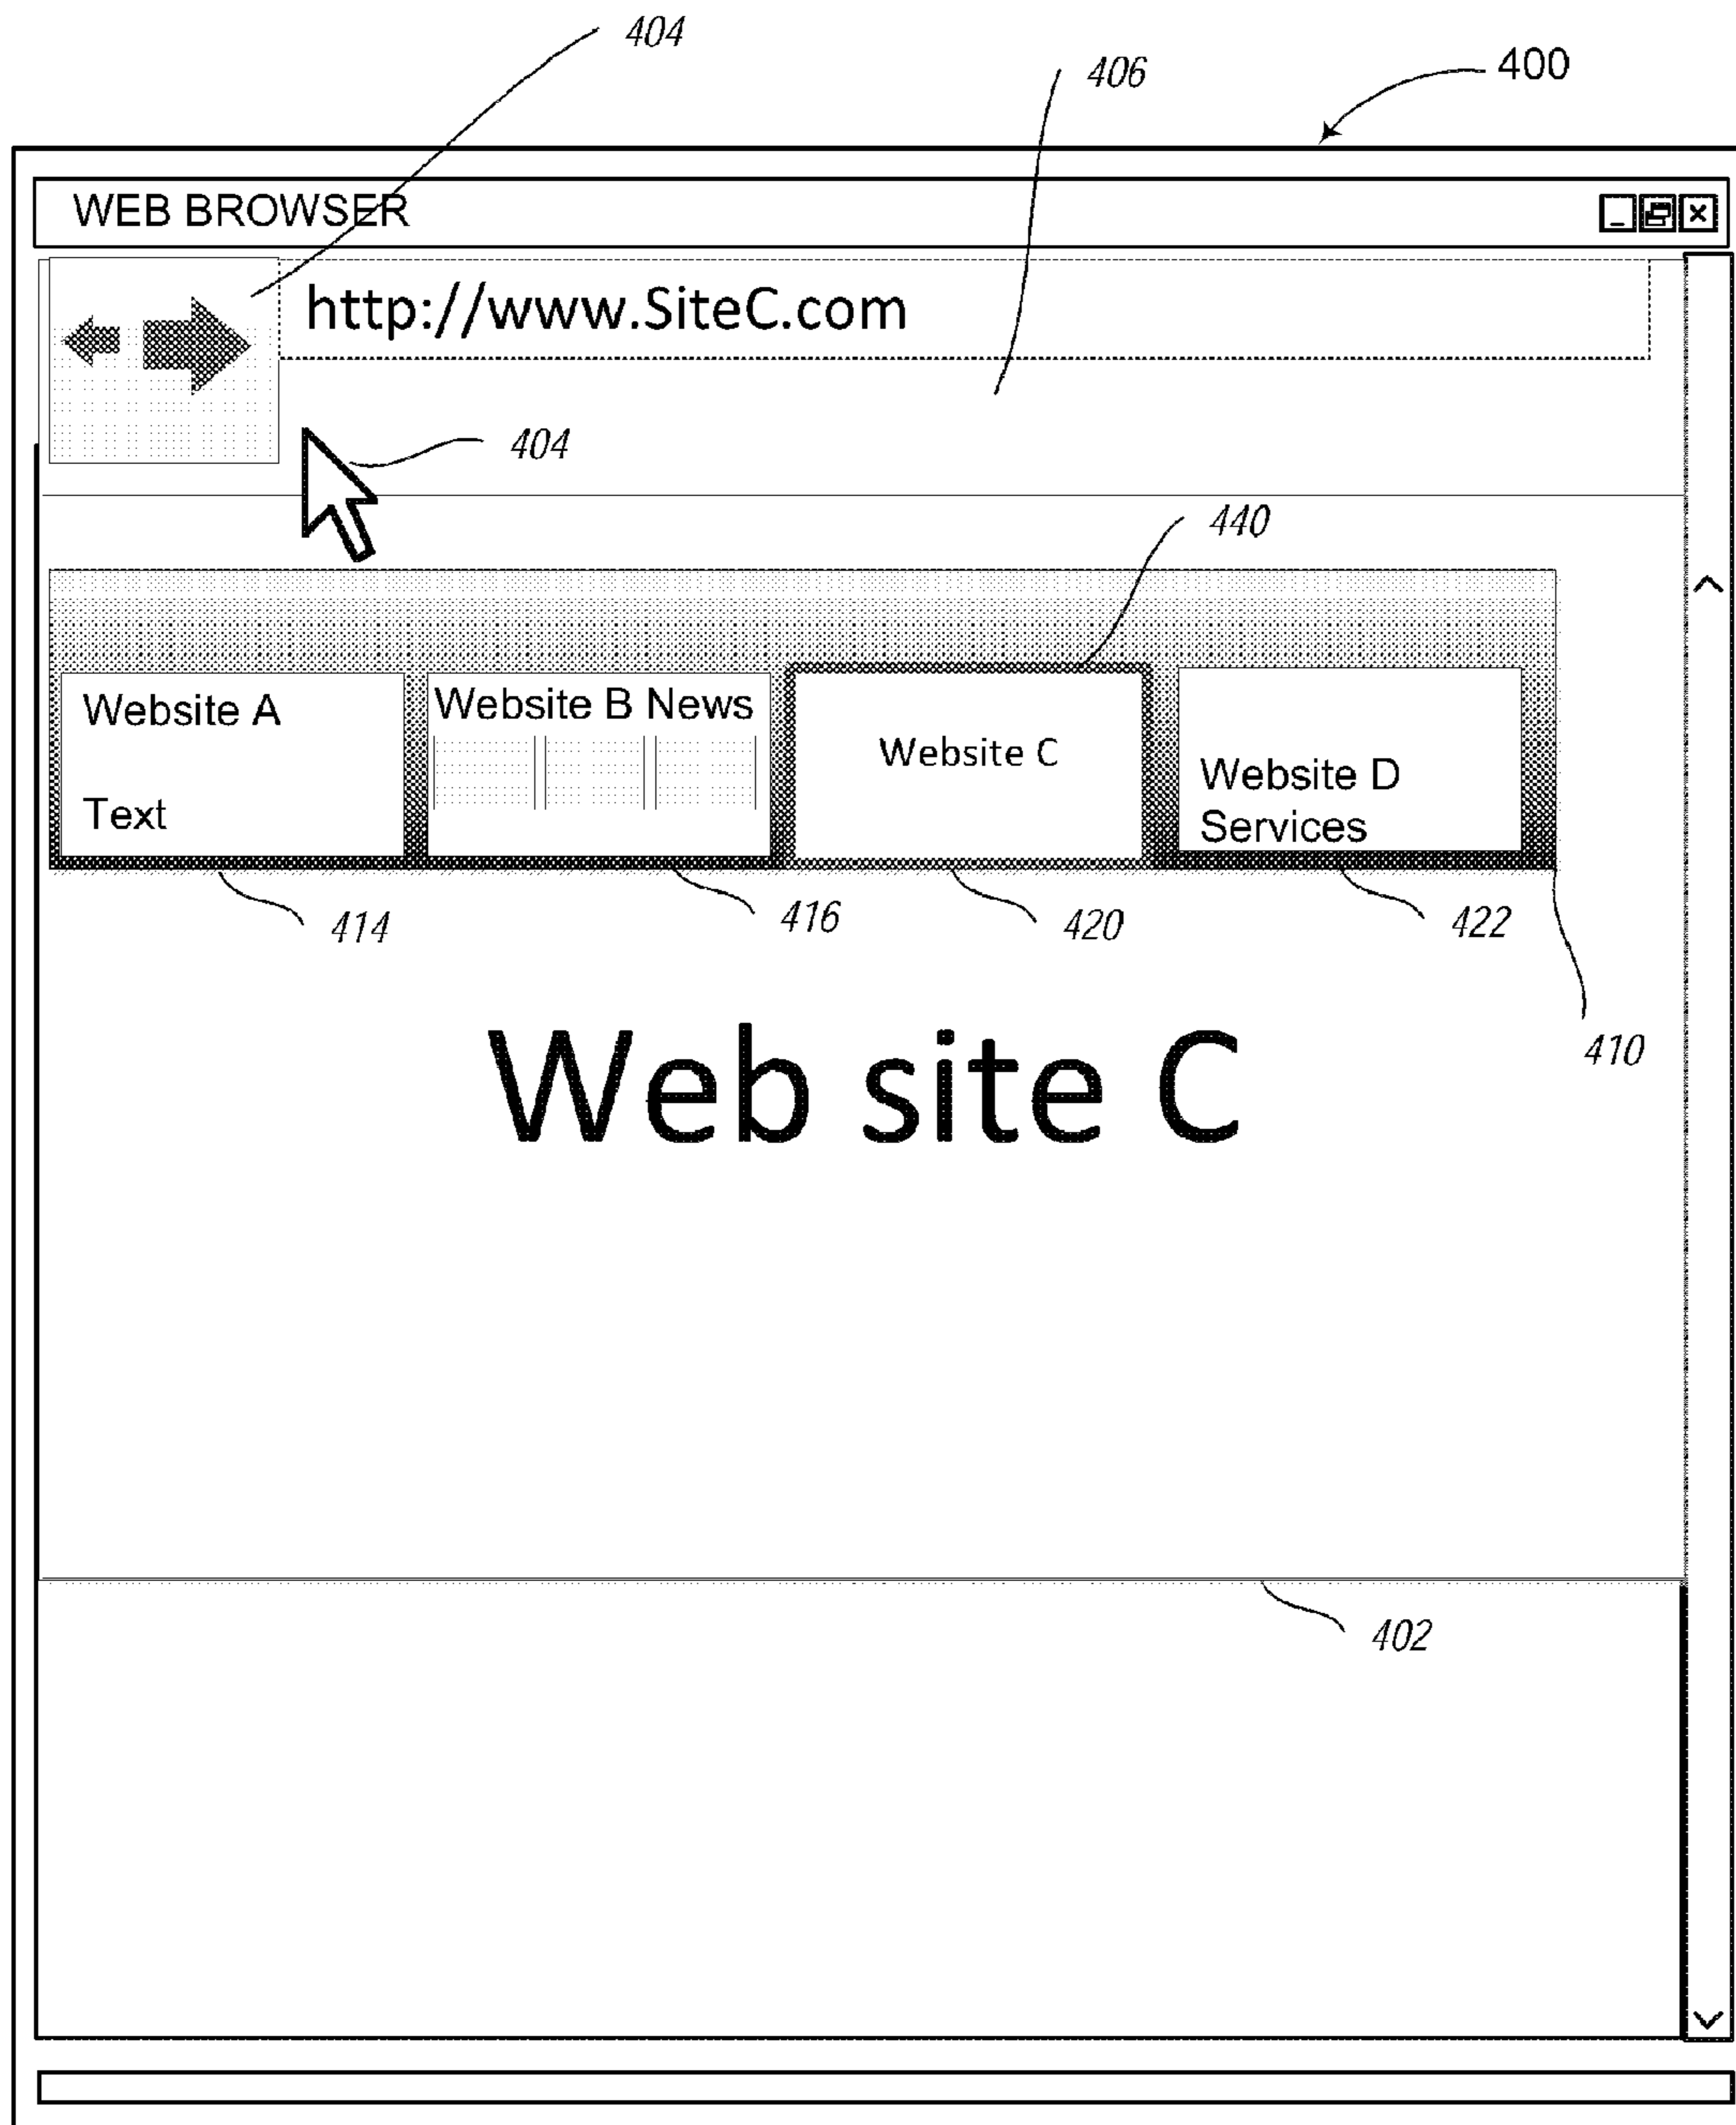 404
406
400
WEB BROWSER
http://www.SiteC.com
404
440
Website A
Text
Website B News
Website C
Website D
Services
414
416
420
422
410
Web site C
402